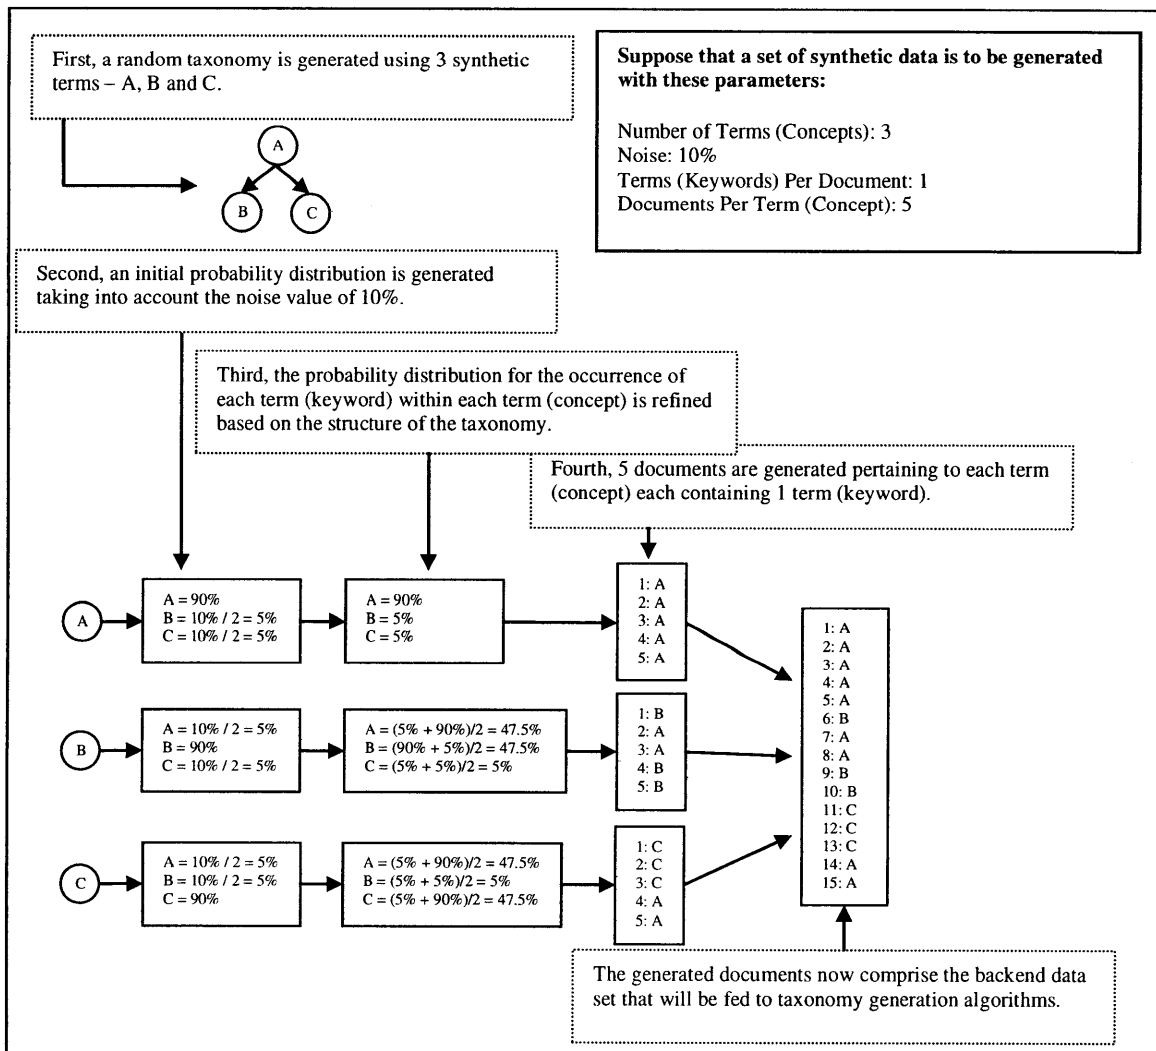 First, a random taxonomy is generated using 3 synthetic
terms – A, B and C.
Suppose that a set of synthetic data is to be generated
with these parameters:
Number of Terms (Concepts): 3
Noise: 10%
Terms (Keywords) Per Document: 1
Documents Per Term (Concept): 5
A
B
C
Second, an initial probability distribution is generated
taking into account the noise value of 10%.
Third, the probability distribution for the occurrence of
each term (keyword) within each term (concept) is refined
based on the structure of the taxonomy.
Fourth, 5 documents are generated pertaining to each term
(concept) each containing 1 term (keyword).
A
A = 90%
B = 10% / 2 = 5%
C = 10% / 2 = 5%
A = 90%
B = 5%
C = 5%
1: A
2: A
3: A
4: A
5: A
B
A = 10% / 2 = 5%
B = 90%
C = 10% / 2 = 5%
A = (5% + 90%)/2 = 47.5%
B = (90% + 5%)/2 = 47.5%
C = (5% + 5%)/2 = 5%
1: B
2: A
3: A
4: B
5: B
C
A = 10% / 2 = 5%
B = 10% / 2 = 5%
C = 90%
A = (5% + 90%)/2 = 47.5%
B = (5% + 5%)/2 = 5%
C = (5% + 90%)/2 = 47.5%
1: C
2: C
3: C
4: A
5: A
1: A
2: A
3: A
4: A
5: A
6: B
7: A
8: A
9: B
10: B
11: C
12: C
13: C
14: A
15: A
The generated documents now comprise the backend data
set that will be fed to taxonomy generation algorithms.